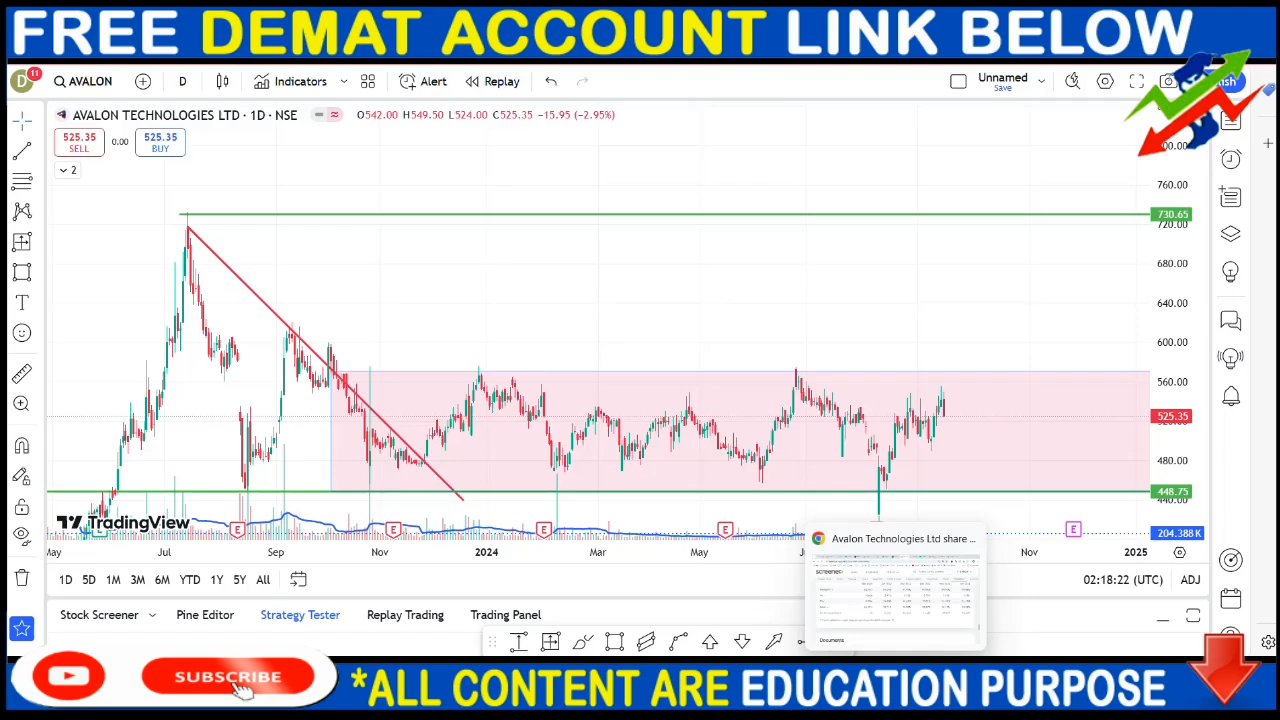 FREE DEMAT ACCOUNT LINK BELOW
D 11 AVALON D Indicators Alert Replay Unnamed
Save
AVALON TECHNOLOGIES LTD · 1D · NSE O542.00 H549.50 L524.00 C525.35 −15.95 (−2.95%)
525.35
SELL
0.00
525.35
BUY
2
760.00
730.65
720.00
680.00
640.00
600.00
560.00
525.35
480.00
448.75
440.00
TradingView
E E E E E
204.388K
May Jul Sep Nov 2024 Mar May Nov 2025
Avalon Technologies Ltd share ...
screener
Documents
1D 5D 1M 3M 6M YTD 1Y 5Y All 02:18:22 (UTC) ADJ
Stock Screener Editor Strategy Tester Replay Trading Trading Panel
SUBSCRIBE
*ALL CONTENT ARE EDUCATION PURPOSE